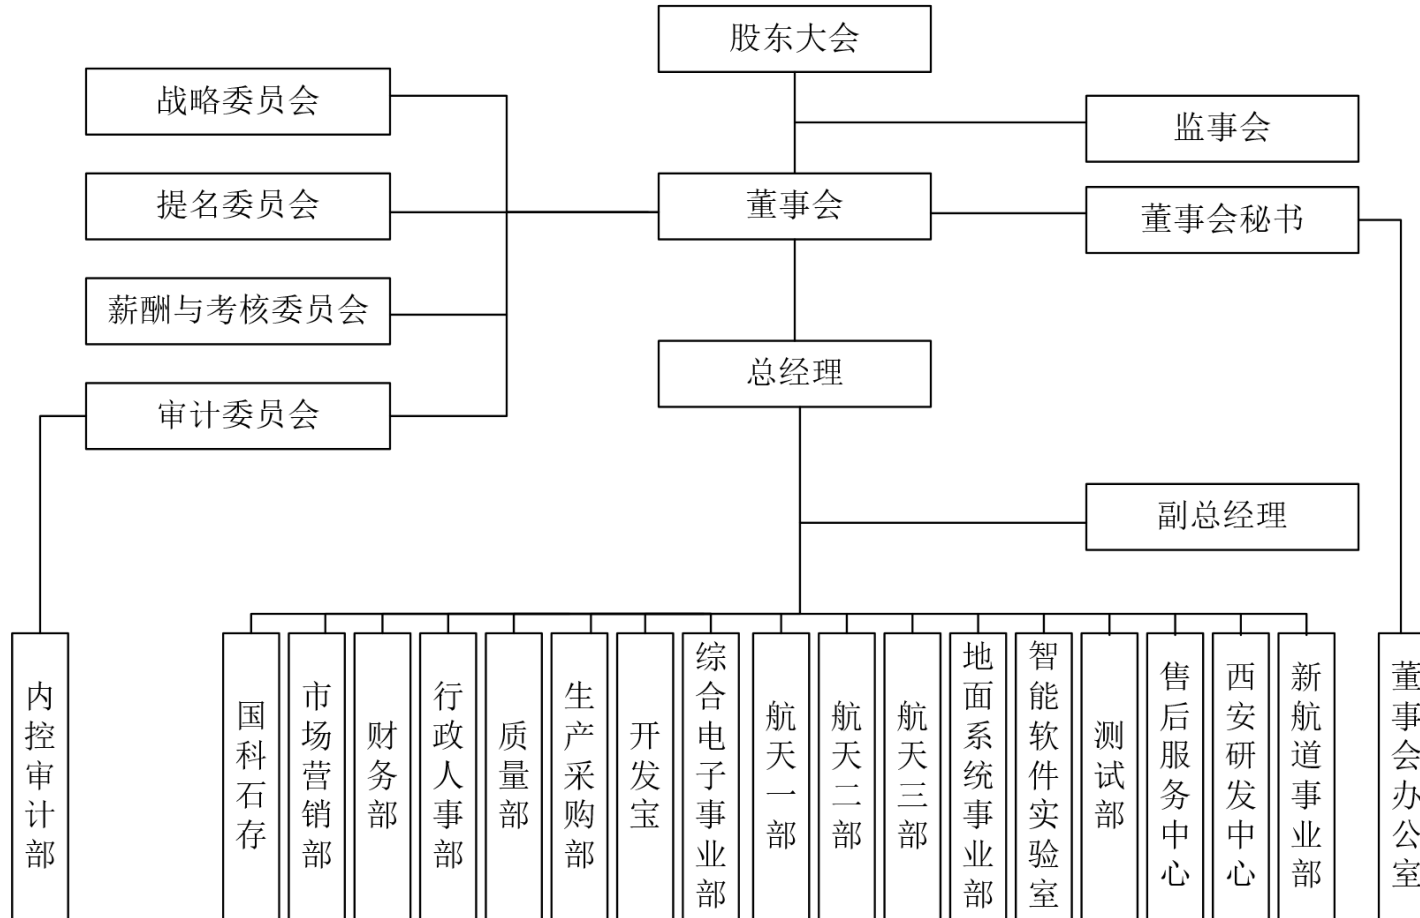 股东大会
战略委员会
监事会
提名委员会
董事会
董事会秘书
薪酬与考核委员会
总经理
审计委员会
副总经理
内控审计部
国科石存
市场营销部
财务部
行政人事部
质量部
生产采购部
开发宝
综合电子事业部
航天一部
航天二部
航天三部
地面系统事业部
智能软件实验室
测试部
售后服务中心
西安研发中心
新航道事业部
董事会办公室